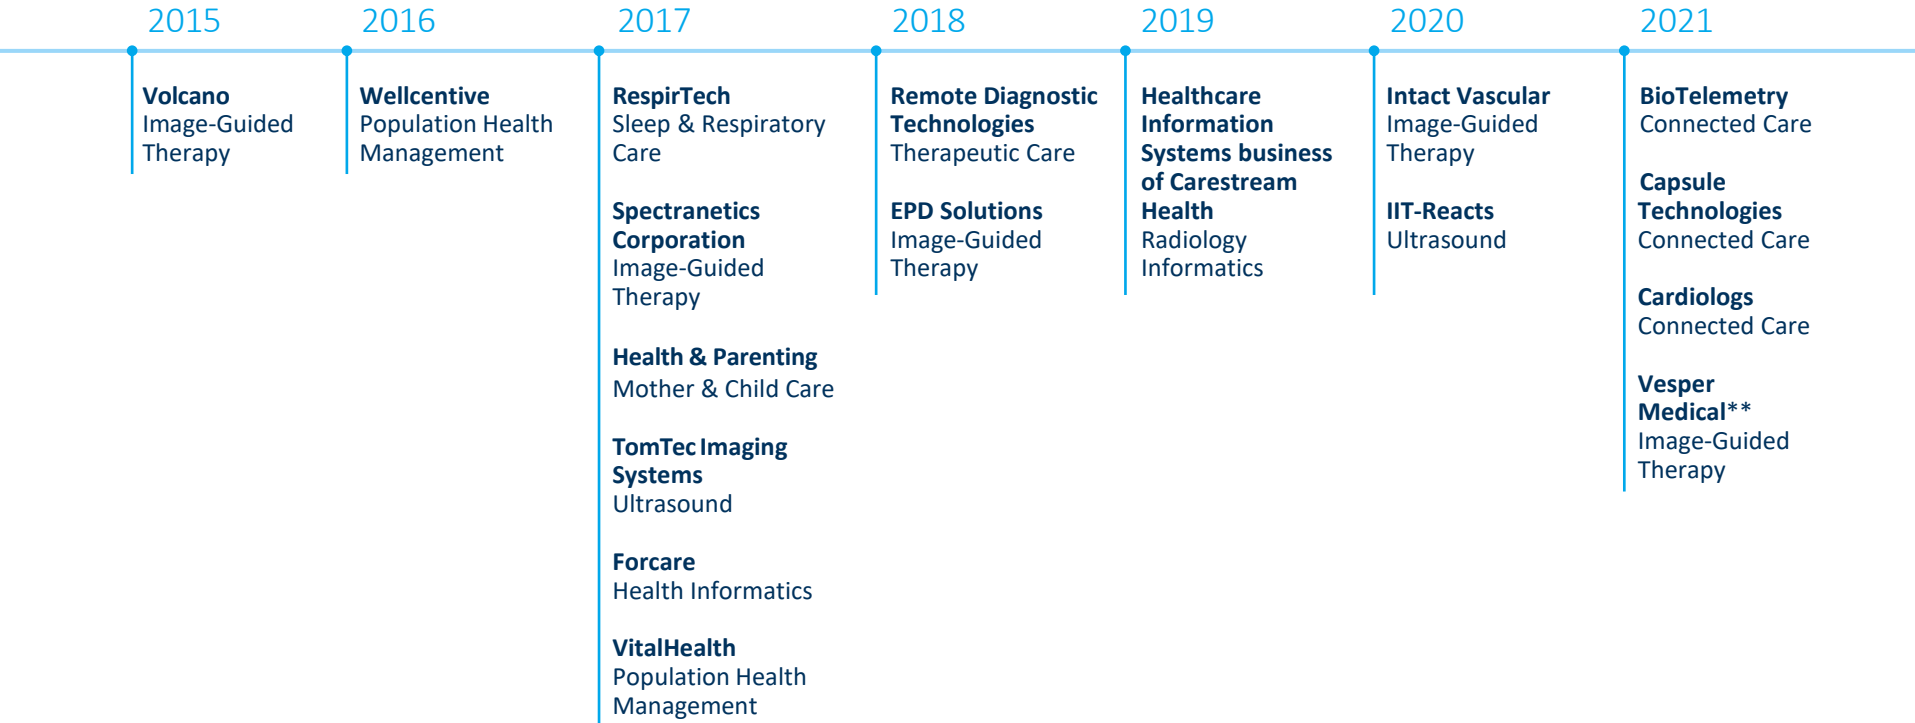 2015
2016
2017
2018
2019
2020
2021
Volcano
Image-Guided
Therapy
Wellcentive
Population Health
Management
RespirTech
Sleep & Respiratory
Care
Spectranetics
Corporation
Image-Guided
Therapy
Health & Parenting
Mother & Child Care
TomTec Imaging
Systems
Ultrasound
Forcare
Health Informatics
VitalHealth
Population Health
Management
Remote Diagnostic
Technologies
Therapeutic Care
EPD Solutions
Image-Guided
Therapy
Healthcare
Information
Systems business
of Carestream
Health
Radiology
Informatics
Intact Vascular
Image-Guided
Therapy
IIT-Reacts
Ultrasound
BioTelemetry
Connected Care
Capsule
Technologies
Connected Care
Cardiologs
Connected Care
Vesper
Medical**
Image-Guided
Therapy